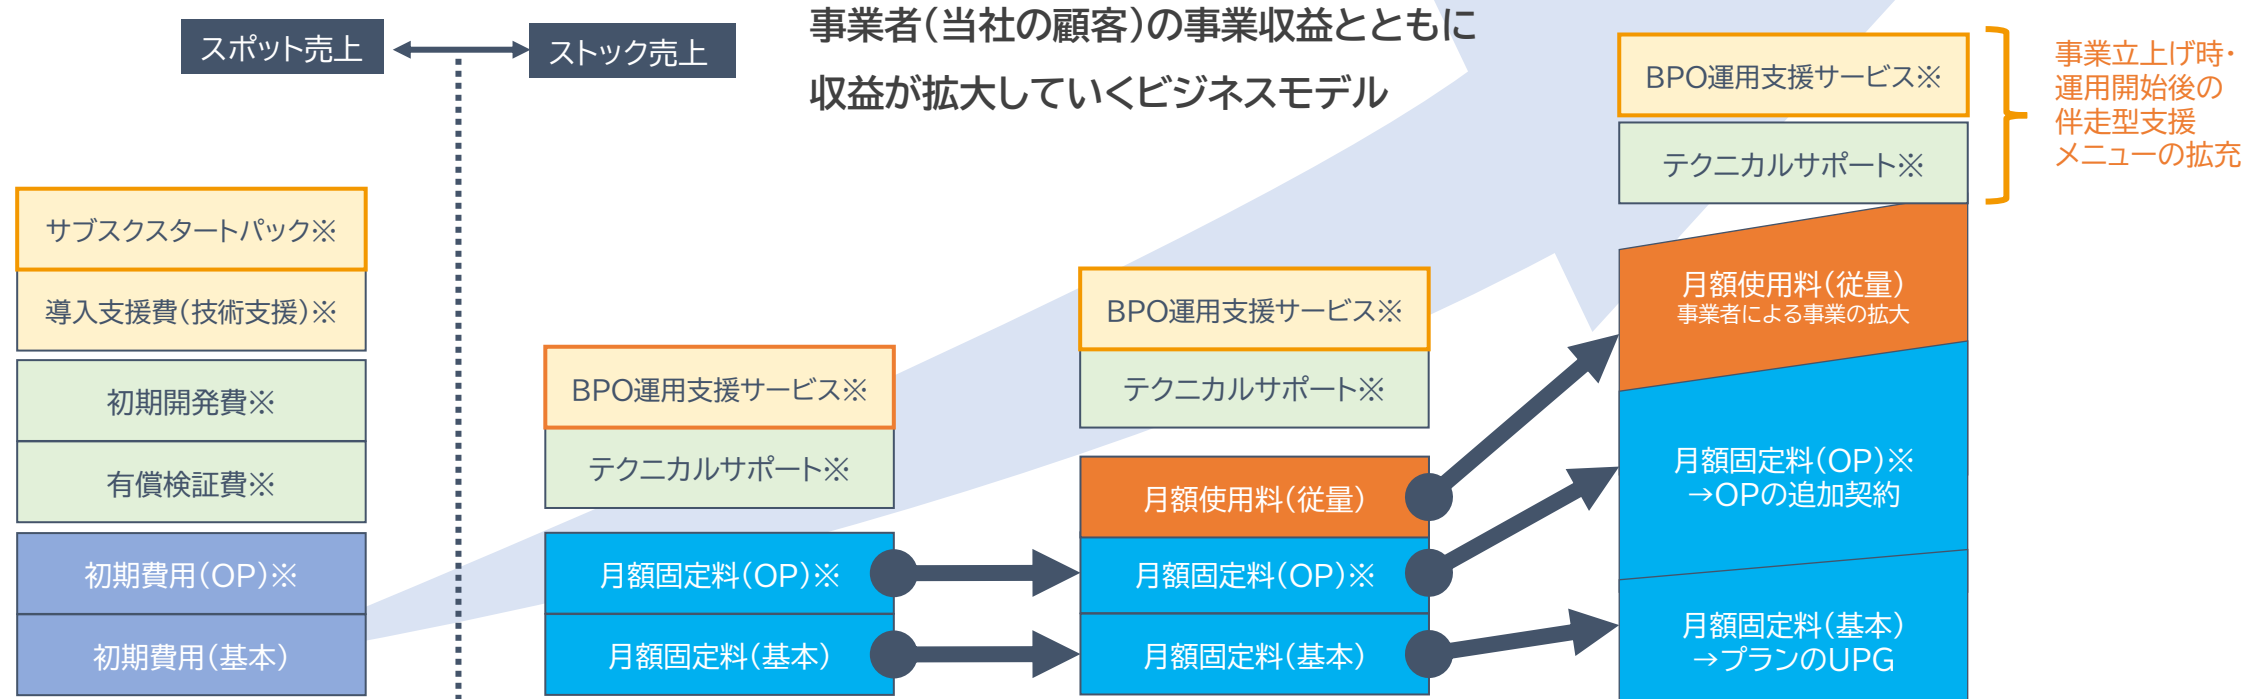 スポット売上
ストック売上
事業者(当社の顧客)の事業収益とともに
収益が拡大していくビジネスモデル
サブスクスタートパック※
導入支援費(技術支援)※
初期開発費※
有償検証費※
初期費用(OP)※
初期費用(基本)
BPO運用支援サービス※
テクニカルサポート※
月額固定料(OP)※
月額固定料(基本)
BPO運用支援サービス※
テクニカルサポート※
月額使用料(従量)
月額固定料(OP)※
月額固定料(基本)
BPO運用支援サービス※
テクニカルサポート※
月額使用料(従量)
事業者による事業の拡大
月額固定料(OP)※
→OPの追加契約
月額固定料(基本)
→プランのUPG
事業立上げ時・
運用開始後の
伴走型支援
メニューの拡充